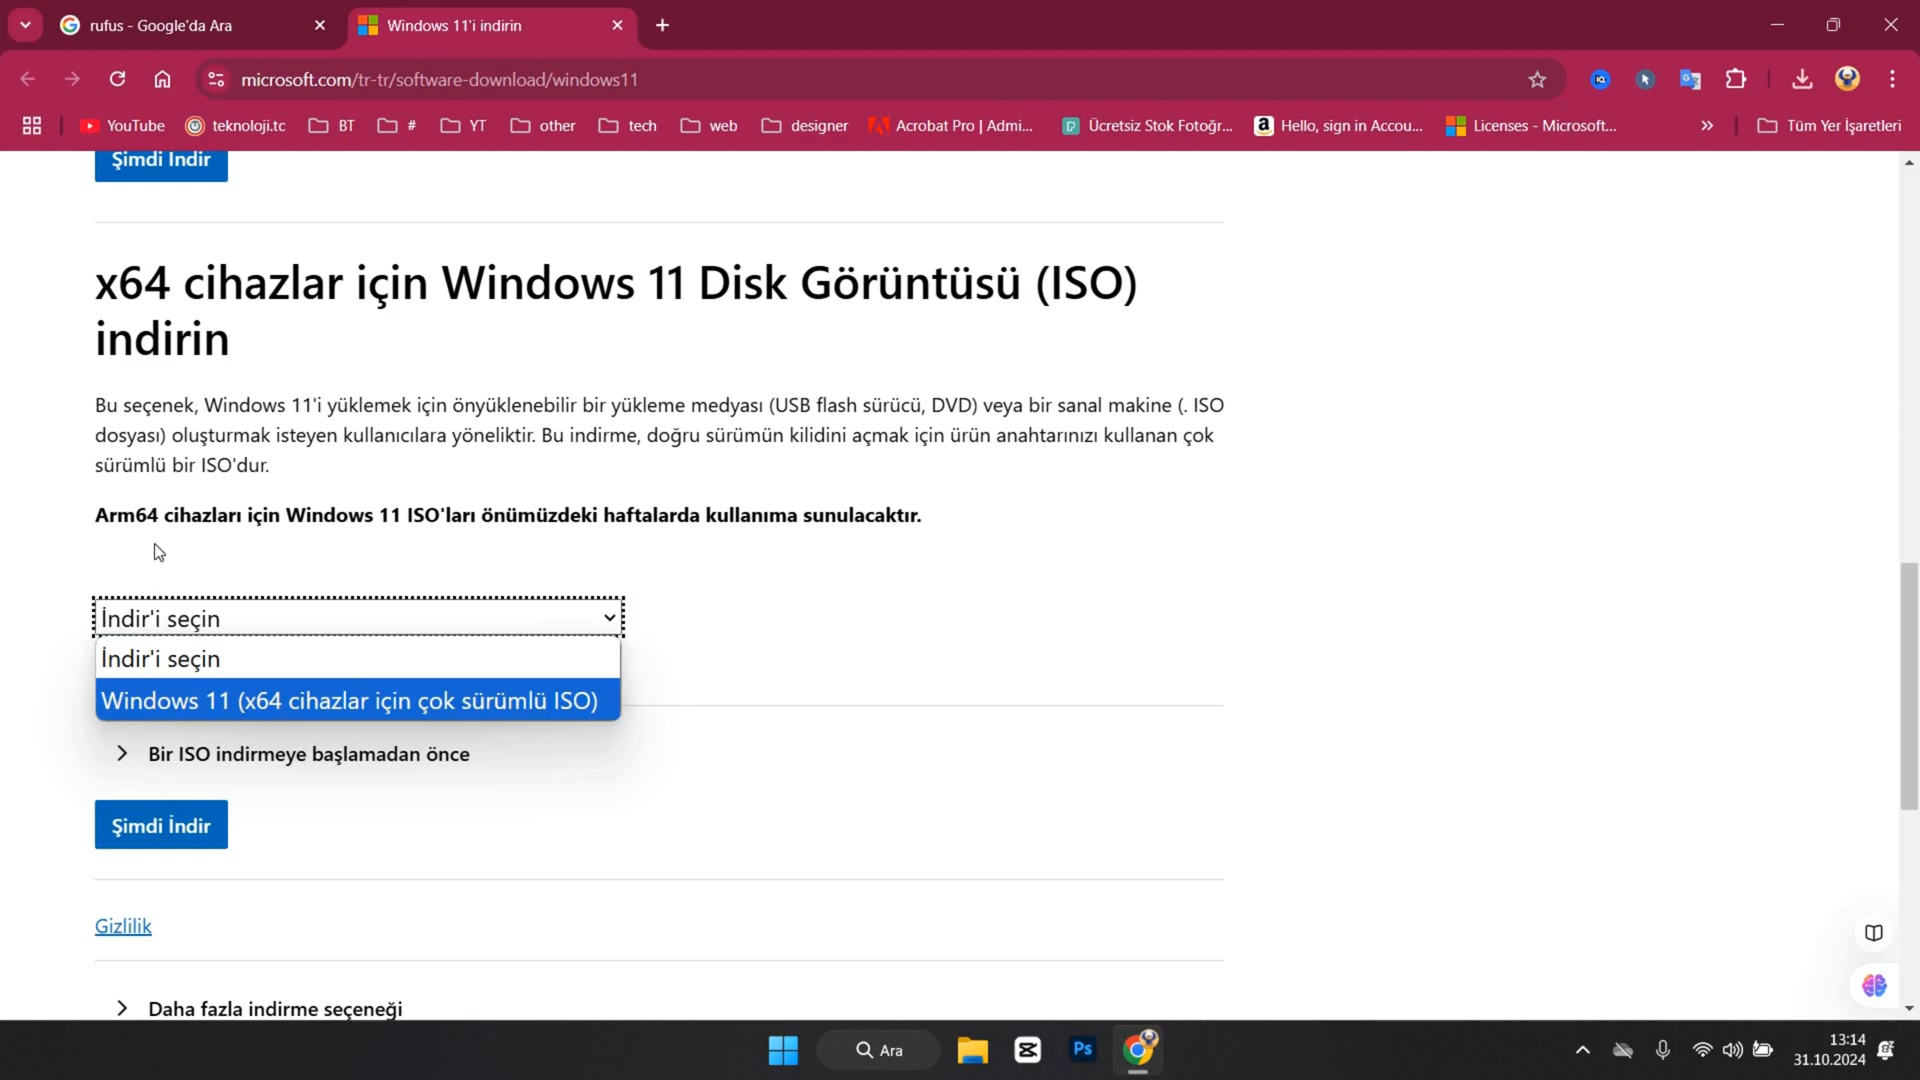 rufus - Google'da Ara
Windows 11'i indirin
microsoft.com/tr-tr/software-download/windows11
YouTube
teknoloji.tc
BT
#
YT
other
tech
web
designer
Acrobat Pro | Admi...
Ücretsiz Stok Fotoğr...
Hello, sign in Accou...
Licenses - Microsoft...
Tüm Yer İşaretleri
Şimdi İndir
x64 cihazlar için Windows 11 Disk Görüntüsü (ISO)
indirin
Bu seçenek, Windows 11'i yüklemek için önyüklenebilir bir yükleme medyası (USB flash sürücü, DVD) veya bir sanal makine (. ISO
dosyası) oluşturmak isteyen kullanıcılara yöneliktir. Bu indirme, doğru sürümün kilidini açmak için ürün anahtarınızı kullanan çok
sürümlü bir ISO'dur.
Arm64 cihazları için Windows 11 ISO'ları önümüzdeki haftalarda kullanıma sunulacaktır.
İndir'i seçin
İndir'i seçin
Windows 11 (x64 cihazlar için çok sürümlü ISO)
Bir ISO indirmeye başlamadan önce
Şimdi İndir
Gizlilik
Daha fazla indirme seçeneği
Ara
Ps
13:14
31.10.2024